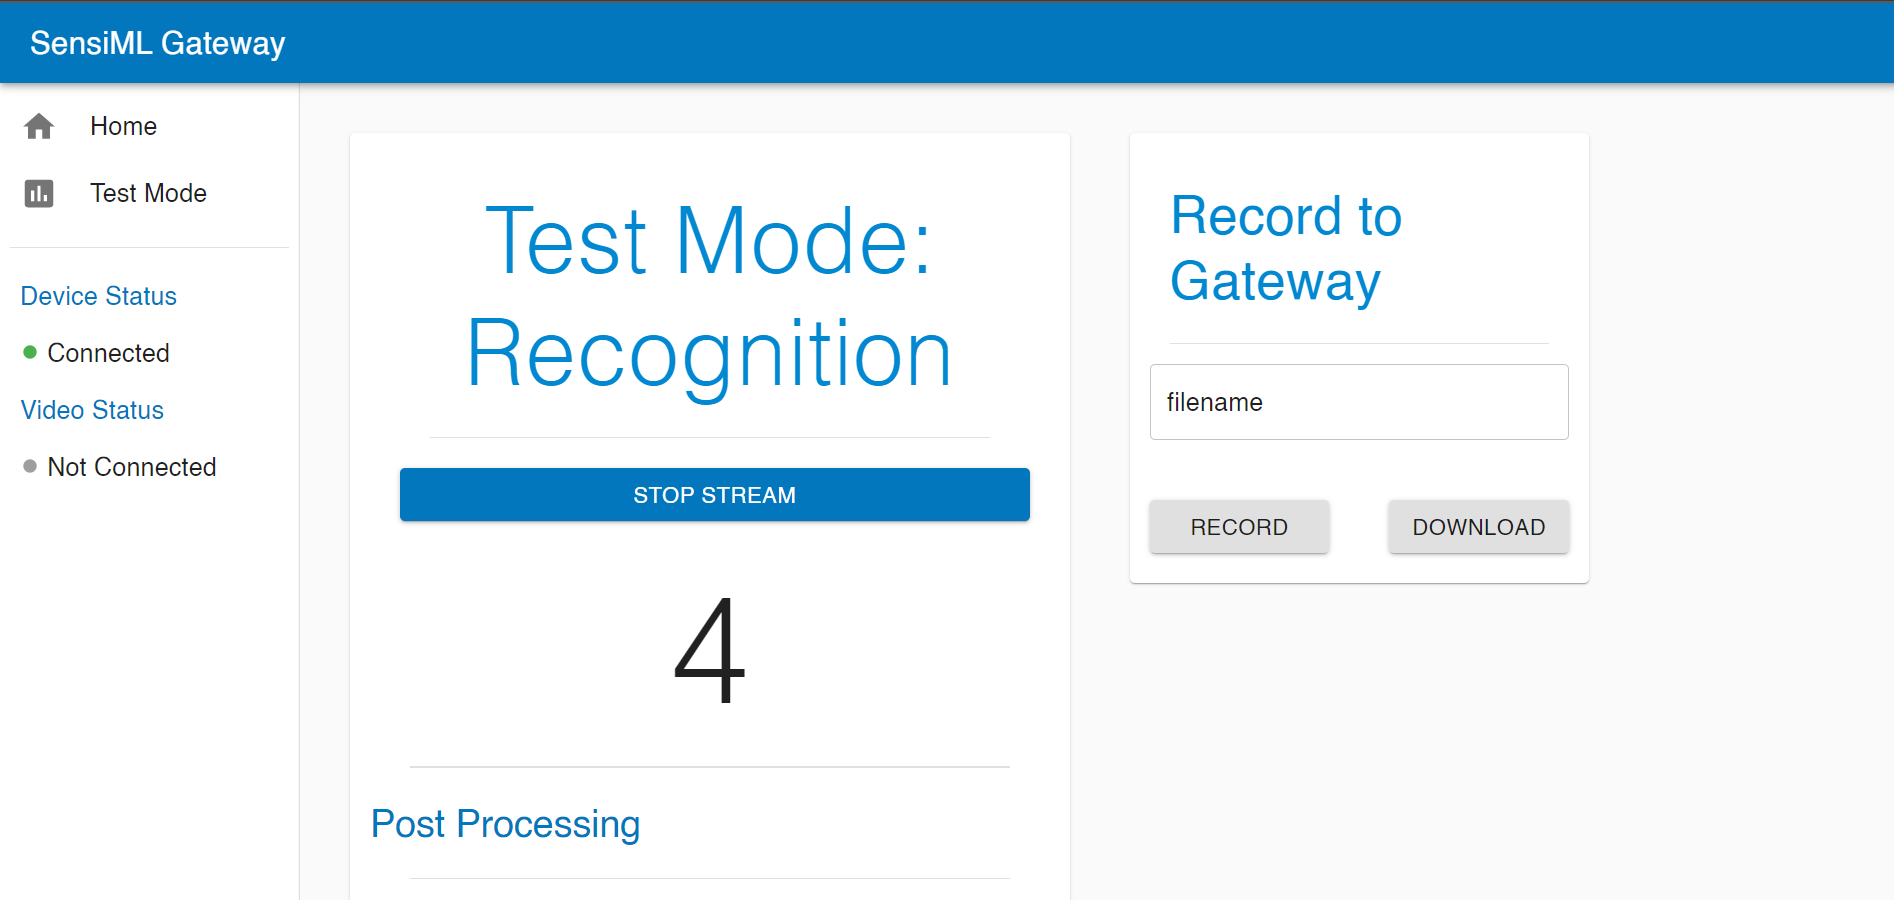 SensiML Gateway
Home
Test Mode
Device Status
Connected
Video Status
Not Connected
Test Mode:
Recognition
STOP STREAM
4
Post Processing
Record to
Gateway
filename
RECORD
DOWNLOAD